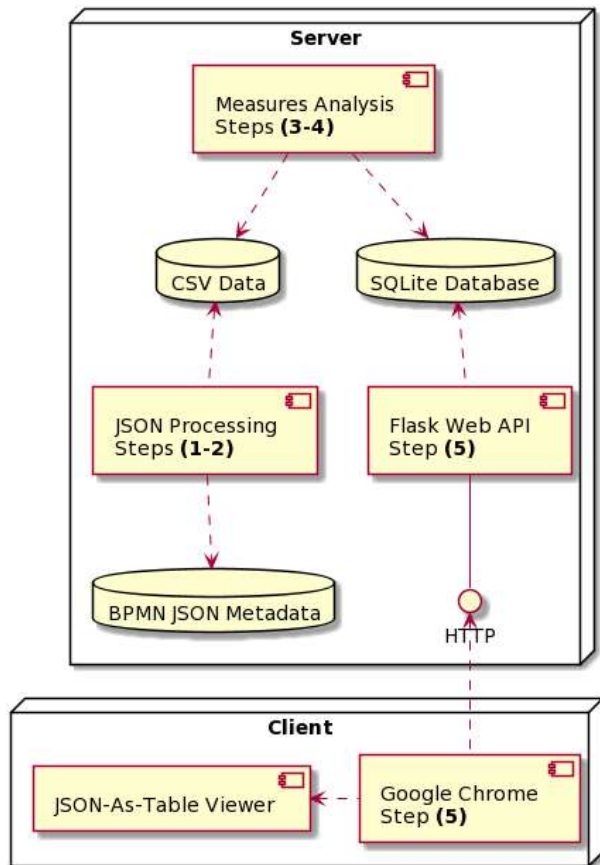 Server
Measures Analysis
Steps (3-4)
CSV Data
SQLite Database
JSON Processing
Steps (1-2)
Flask Web API
Step (5)
BPMN JSON Metadata
HTTP
Client
JSON-As-Table Viewer
Google Chrome
Step (5)